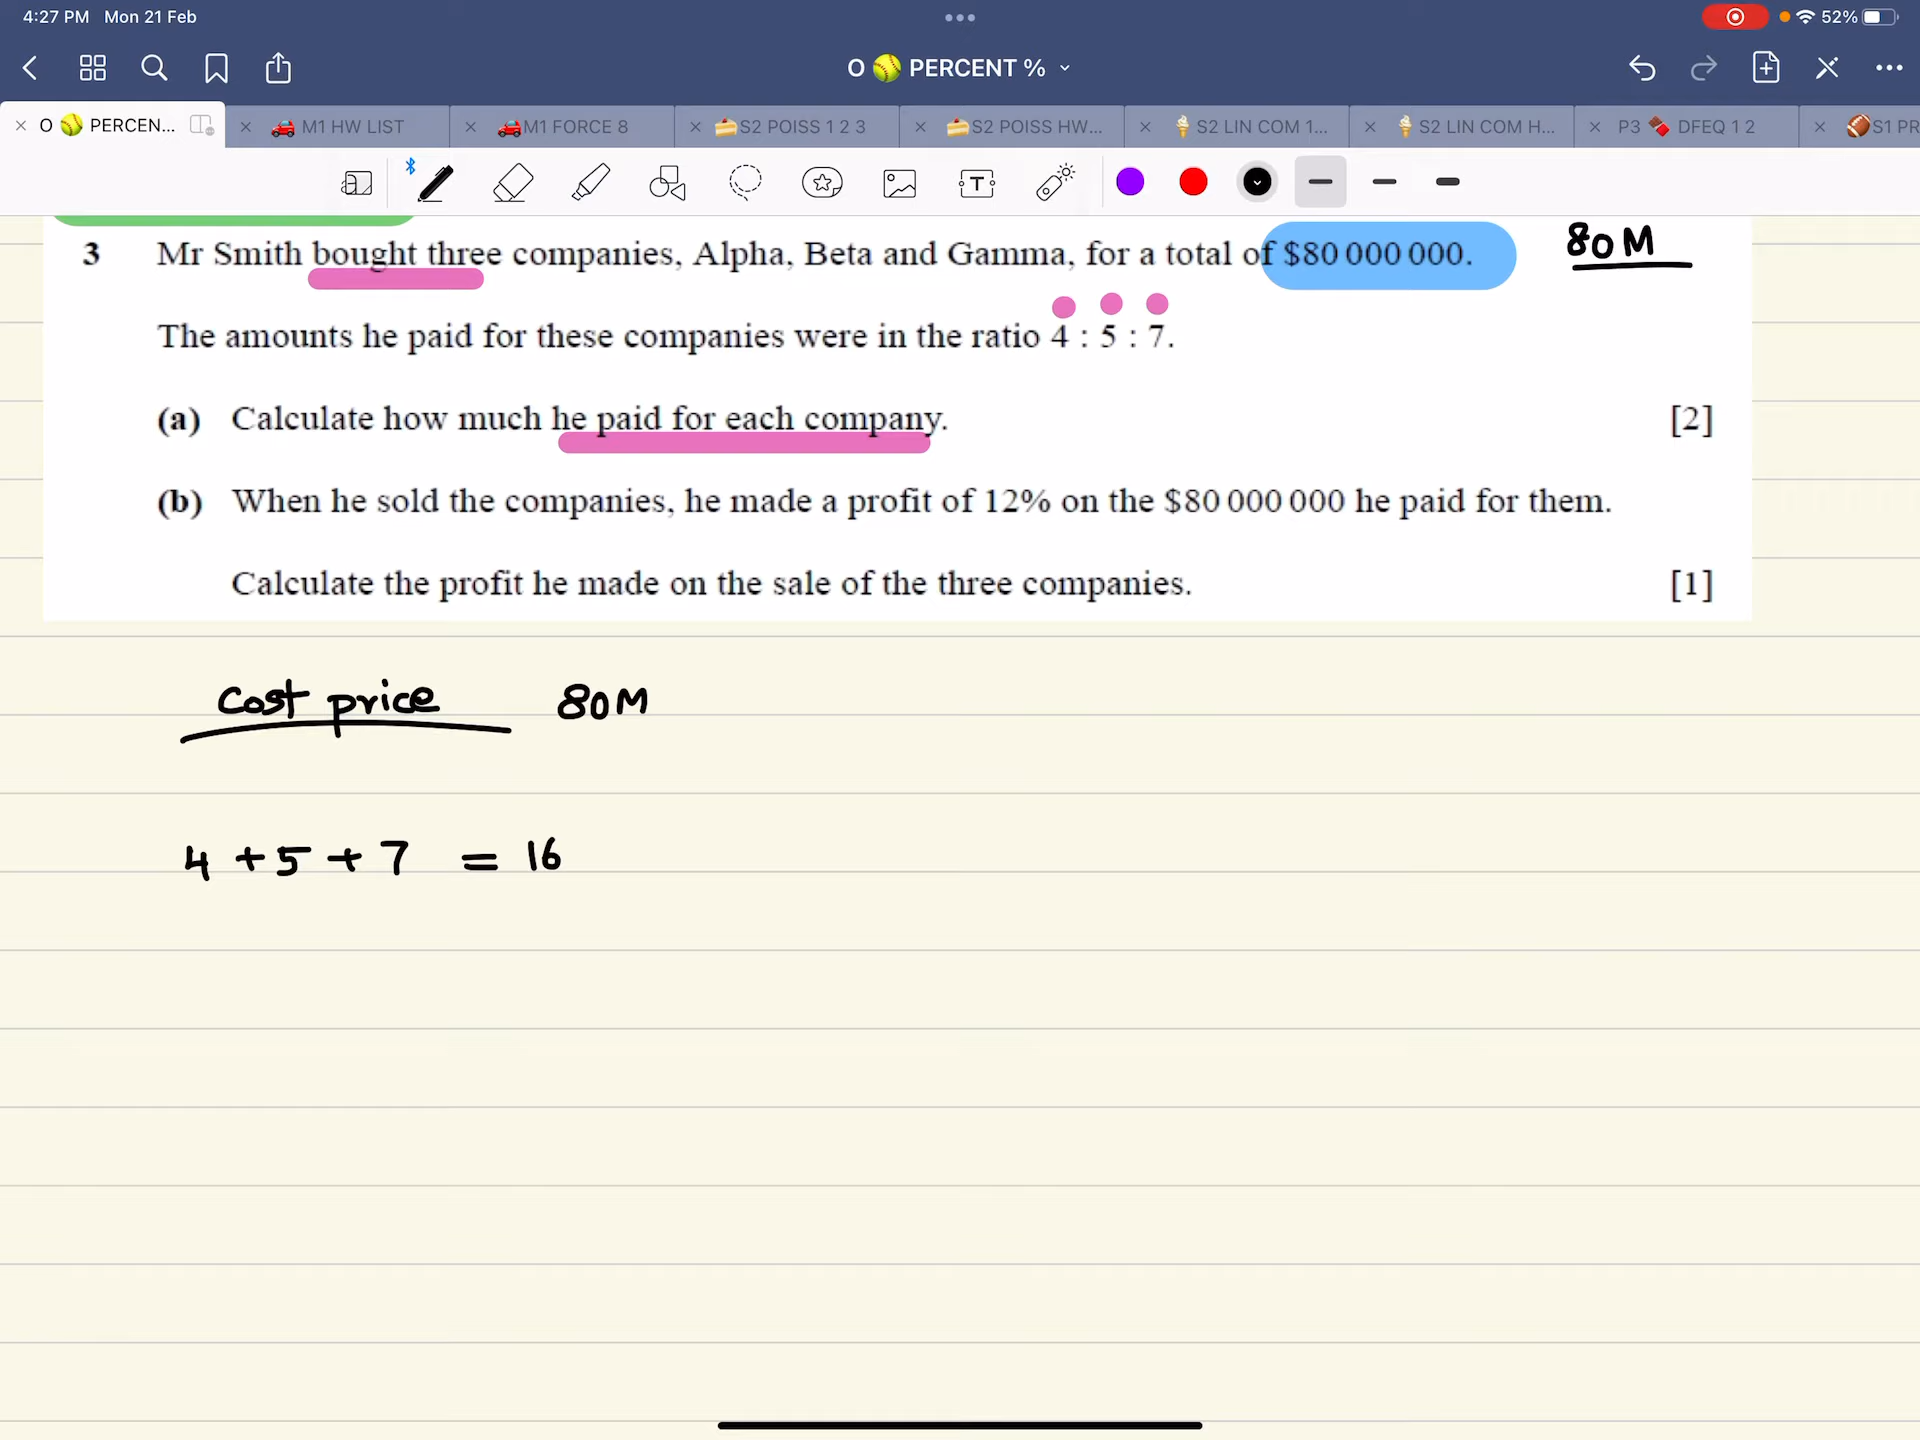 4:27 PM Mon 21 Feb
52%
O 🥎 PERCENT %
O 🥎 PERCEN...
M1 HW LIST
M1 FORCE 8
S2 POISS 1 2 3
S2 POISS HW...
S2 LIN COM 1...
S2 LIN COM H...
P3 🍫 DFEQ 1 2
S1 PR
3 Mr Smith bought three companies, Alpha, Beta and Gamma, for a total of $80 000 000.
80M
The amounts he paid for these companies were in the ratio 4 : 5 : 7.
(a) Calculate how much he paid for each company. [2]
(b) When he sold the companies, he made a profit of 12% on the $80 000 000 he paid for them.
Calculate the profit he made on the sale of the three companies. [1]
Cost price 80M
4 + 5 + 7 = 16